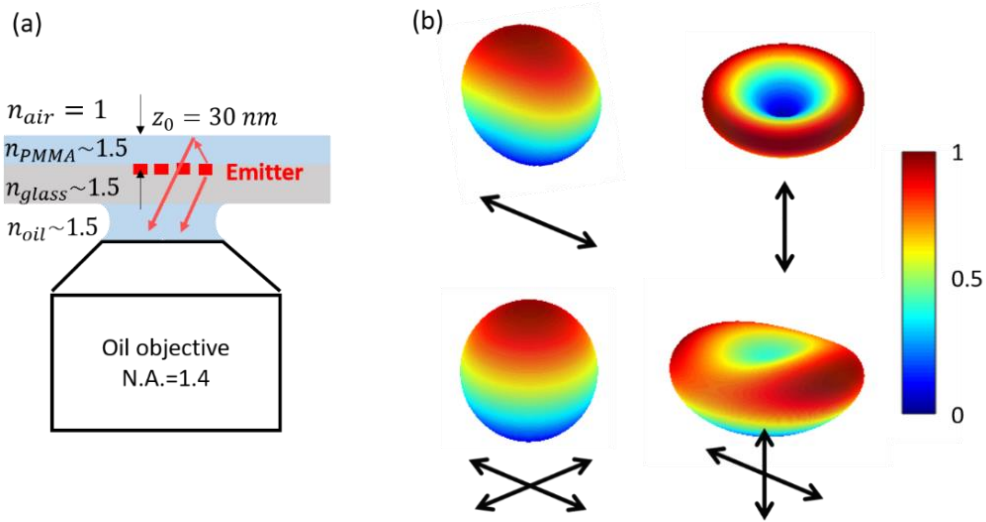 (a)
n_air = 1
z_0 = 30 nm
n_PMMA~1.5
Emitter
n_glass~1.5
n_oil~1.5
Oil objective
N.A.=1.4
(b)
1
0.5
0